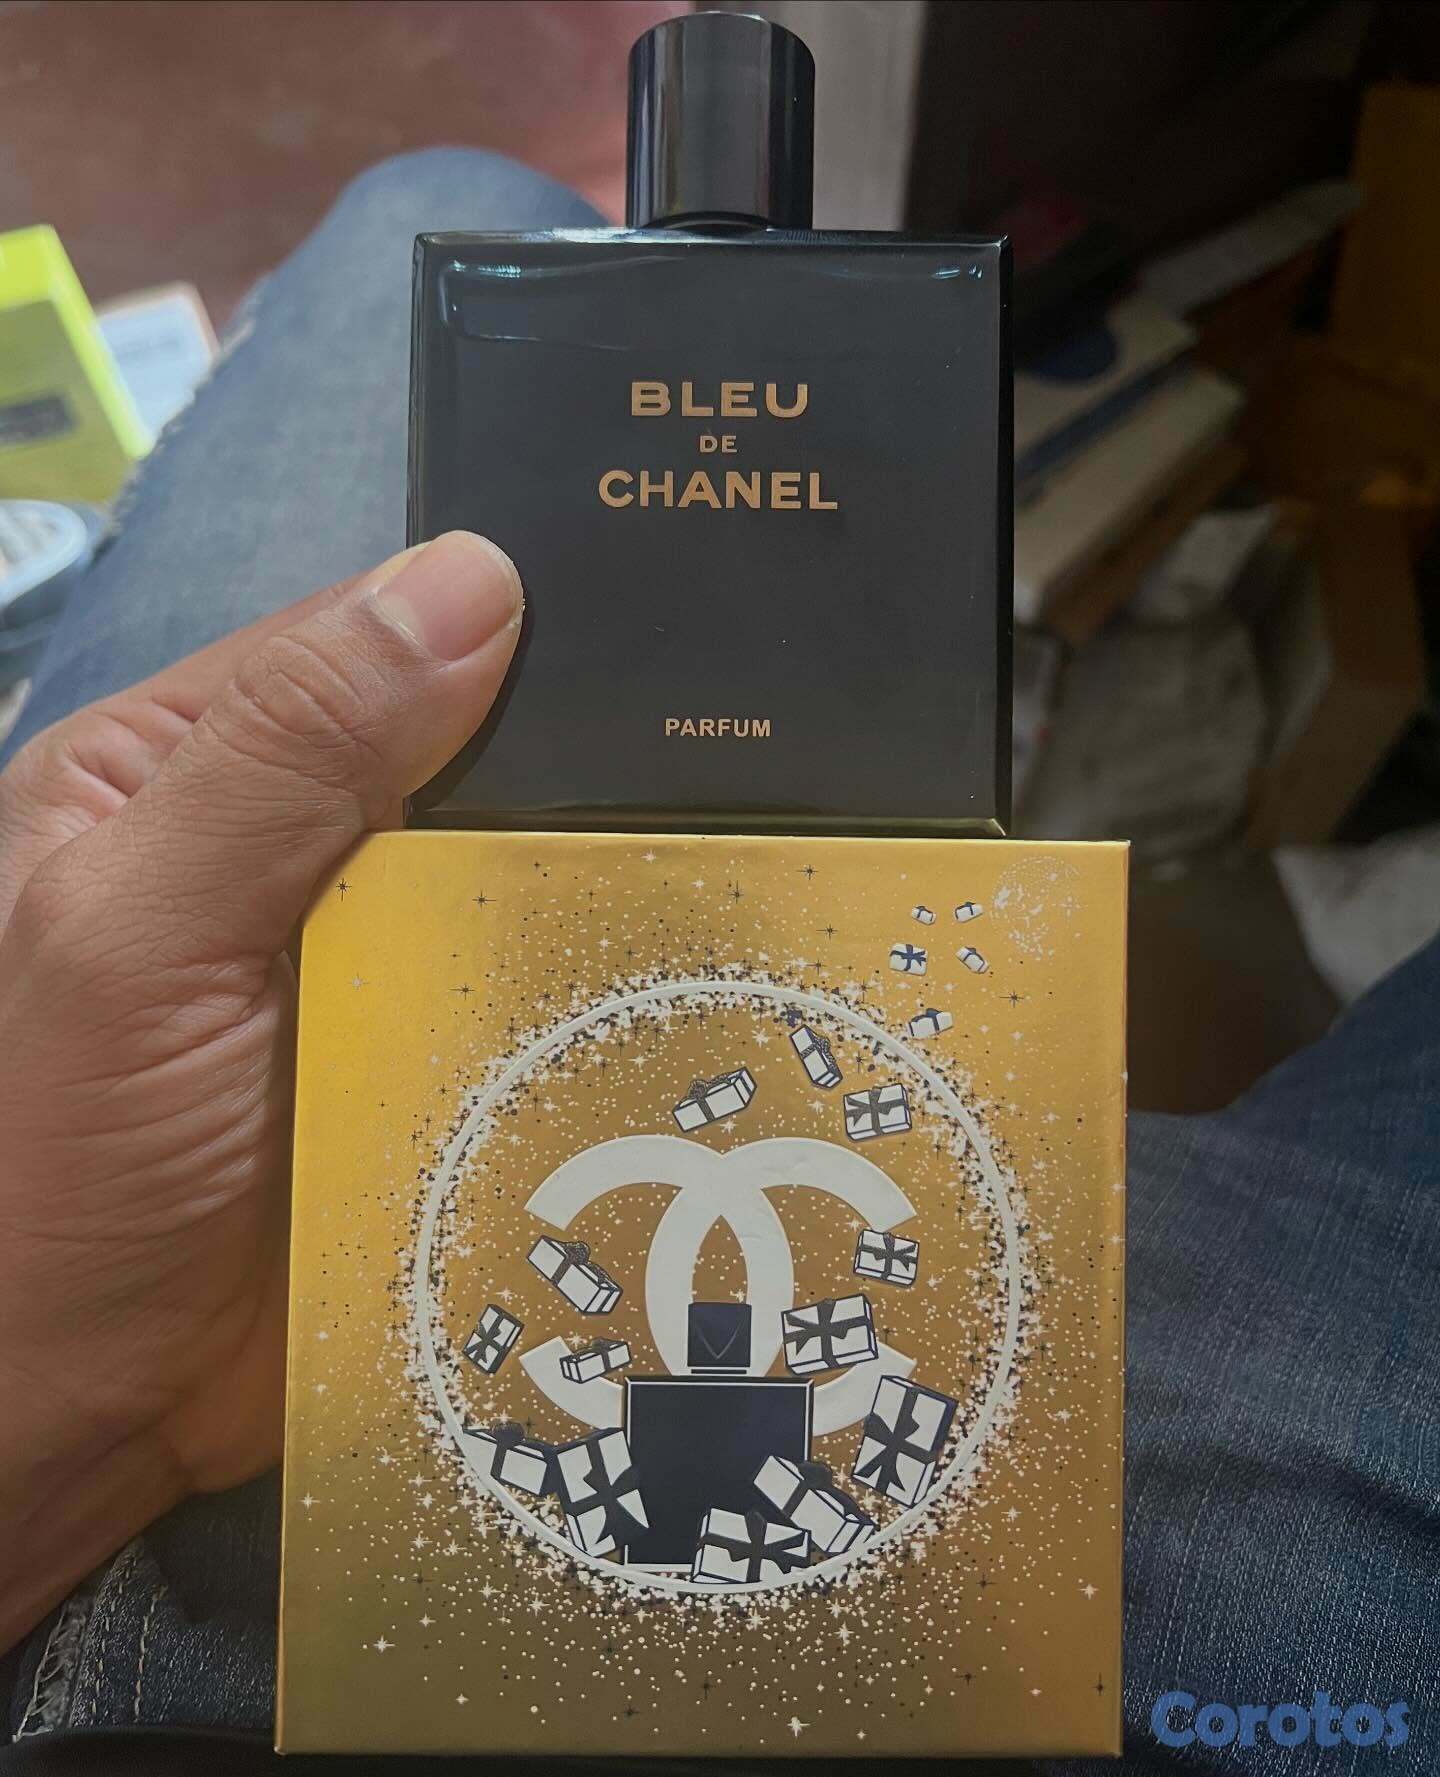 BLEU
DE
CHANEL
PARFUM
Corotos